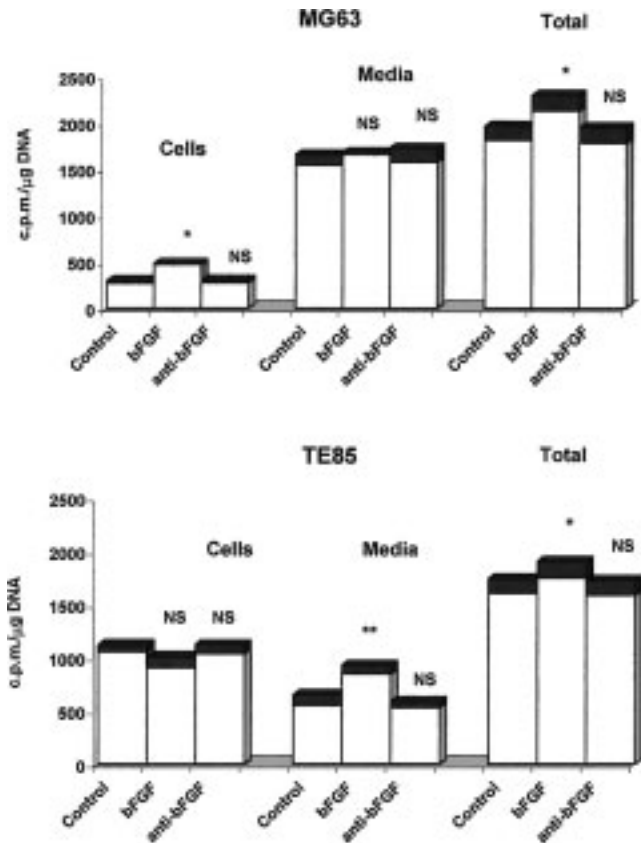 MG63
Total
Media
Cells
c.p.m./µg DNA
2500
2000
1500
1000
500
0
*
NS
NS
NS
*
NS
Control
bFGF
anti-bFGF
Control
bFGF
anti-bFGF
Control
bFGF
anti-bFGF
TE85
Total
Cells
Media
c.p.m./µg DNA
2500
2000
1500
1000
500
0
NS
NS
**
NS
*
NS
Control
bFGF
anti-bFGF
Control
bFGF
anti-bFGF
Control
bFGF
anti-bFGF